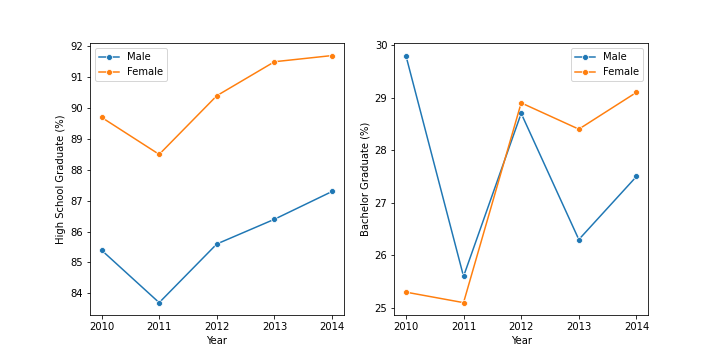 Male
Female
92
91
90
89
88
87
86
85
84
High School Graduate (%)
2010 2011 2012 2013 2014
Year
Male
Female
30
29
28
27
26
25
Bachelor Graduate (%)
2010 2011 2012 2013 2014
Year